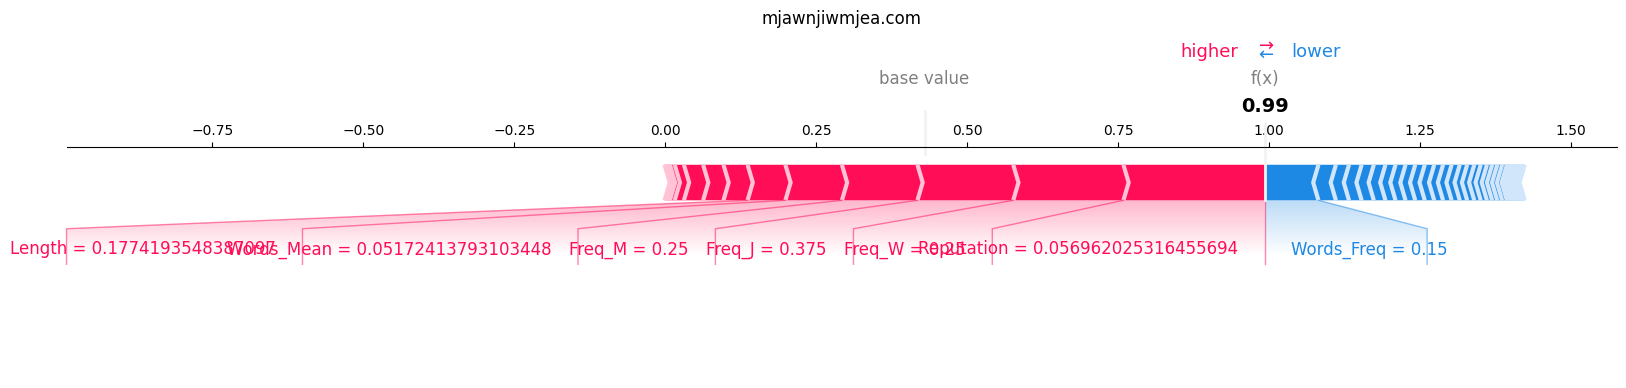 mjawnjiwmjea.com
higher ⇄ lower
base value f(x)
0.99
−0.75 −0.50 −0.25 0.00 0.25 0.50 0.75 1.00 1.25 1.50
Length = 0.1774193548387097 Words_Mean = 0.05172413793103448 Freq_M = 0.25 Freq_J = 0.375 Freq_W = 0.25 Reputation = 0.056962025316455694 Words_Freq = 0.15